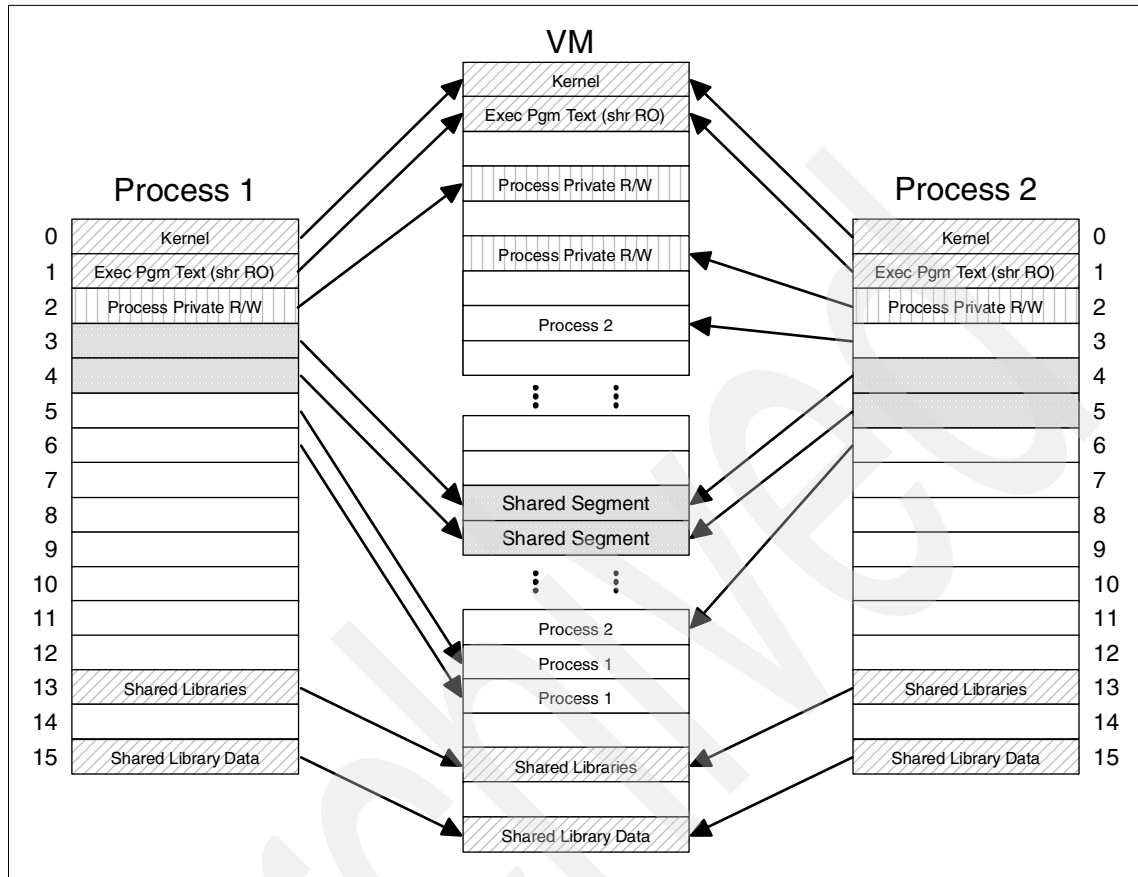 VM
Kernel
Exec Pgm Text (shr RO)
Process Private R/W
Process Private R/W
Process 2
Shared Segment
Shared Segment
Process 2
Process 1
Process 1
Shared Libraries
Shared Library Data
Process 1
0 Kernel
1 Exec Pgm Text (shr RO)
2 Process Private R/W
3
4
5
6
7
8
9
10
11
12
13 Shared Libraries
14
15 Shared Library Data
Process 2
Kernel 0
Exec Pgm Text (shr RO) 1
Process Private R/W 2
3
4
5
6
7
8
9
10
11
12
Shared Libraries 13
14
Shared Library Data 15